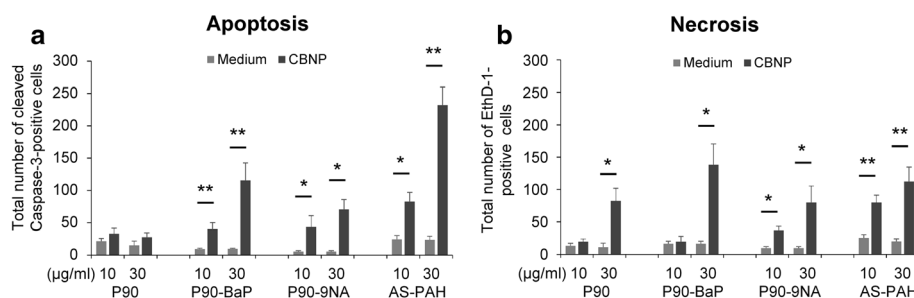 Apoptosis
a
Total number of cleaved
Caspase-3-positive cells
300
250
200
150
100
50
0
Medium CBNP
** ** * * * **
(µg/ml) 10 30 10 30 10 30 10 30
P90 P90-BaP P90-9NA AS-PAH
Necrosis
b
Total number of EthD-1-
positive cells
300
250
200
150
100
50
0
Medium CBNP
* * * * ** **
(µg/ml) 10 30 10 30 10 30 10 30
P90 P90-BaP P90-9NA AS-PAH